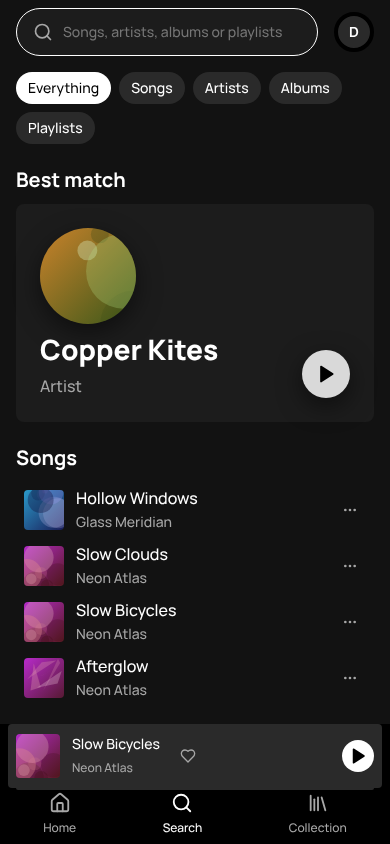 Songs, artists, albums or playlists
D
Everything
Songs
Artists
Albums
Playlists
Best match
Copper Kites
Artist
Songs
Hollow Windows
Glass Meridian
Slow Clouds
Neon Atlas
Slow Bicycles
Neon Atlas
Afterglow
Neon Atlas
Slow Bicycles
Neon Atlas
Home
Search
Collection